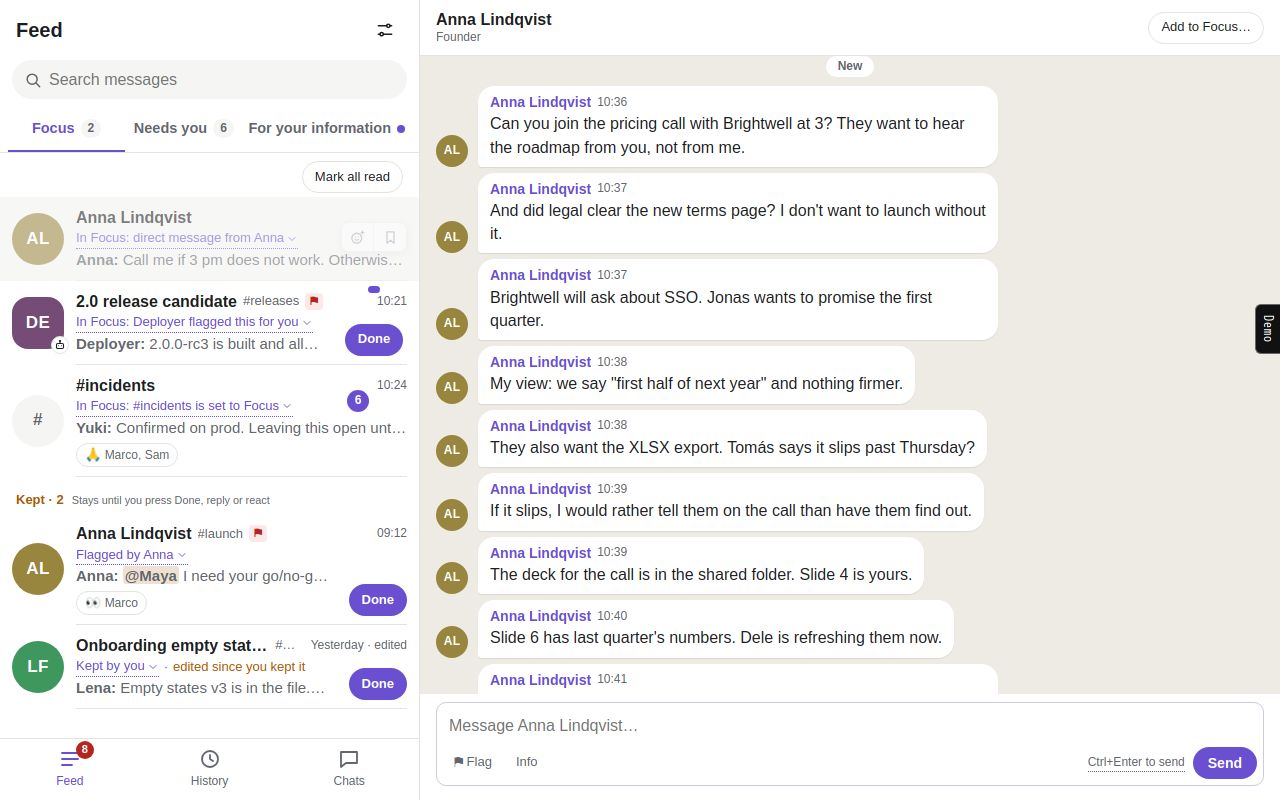 Feed
Search messages
Focus 2
Needs you 6
For your information
Mark all read
AL
Anna Lindqvist
In Focus: direct message from Anna
Anna: Call me if 3 pm does not work. Otherwis…
DE
2.0 release candidate #releases 10:21
In Focus: Deployer flagged this for you
Deployer: 2.0.0-rc3 is built and all…
Done
#
#incidents 10:24
In Focus: #incidents is set to Focus
6
Yuki: Confirmed on prod. Leaving this open unt…
🙏 Marco, Sam
Kept · 2 Stays until you press Done, reply or react
AL
Anna Lindqvist #launch 09:12
Flagged by Anna
Anna: @Maya I need your go/no-g…
👀 Marco
Done
LF
Onboarding empty stat… #… Yesterday · edited
Kept by you · edited since you kept it
Lena: Empty states v3 is in the file.…
Done
8
Feed
History
Chats
Anna Lindqvist
Founder
Add to Focus…
New
Anna Lindqvist 10:36
Can you join the pricing call with Brightwell at 3? They want to hear
the roadmap from you, not from me.
AL
Anna Lindqvist 10:37
And did legal clear the new terms page? I don't want to launch without
it.
AL
Anna Lindqvist 10:37
Brightwell will ask about SSO. Jonas wants to promise the first
quarter.
AL
Anna Lindqvist 10:38
My view: we say "first half of next year" and nothing firmer.
AL
Anna Lindqvist 10:38
They also want the XLSX export. Tomás says it slips past Thursday?
AL
Anna Lindqvist 10:39
If it slips, I would rather tell them on the call than have them find out.
AL
Anna Lindqvist 10:39
The deck for the call is in the shared folder. Slide 4 is yours.
AL
Anna Lindqvist 10:40
Slide 6 has last quarter's numbers. Dele is refreshing them now.
AL
Anna Lindqvist 10:41
Message Anna Lindqvist…
Flag
Info
Ctrl+Enter to send
Send
Demo